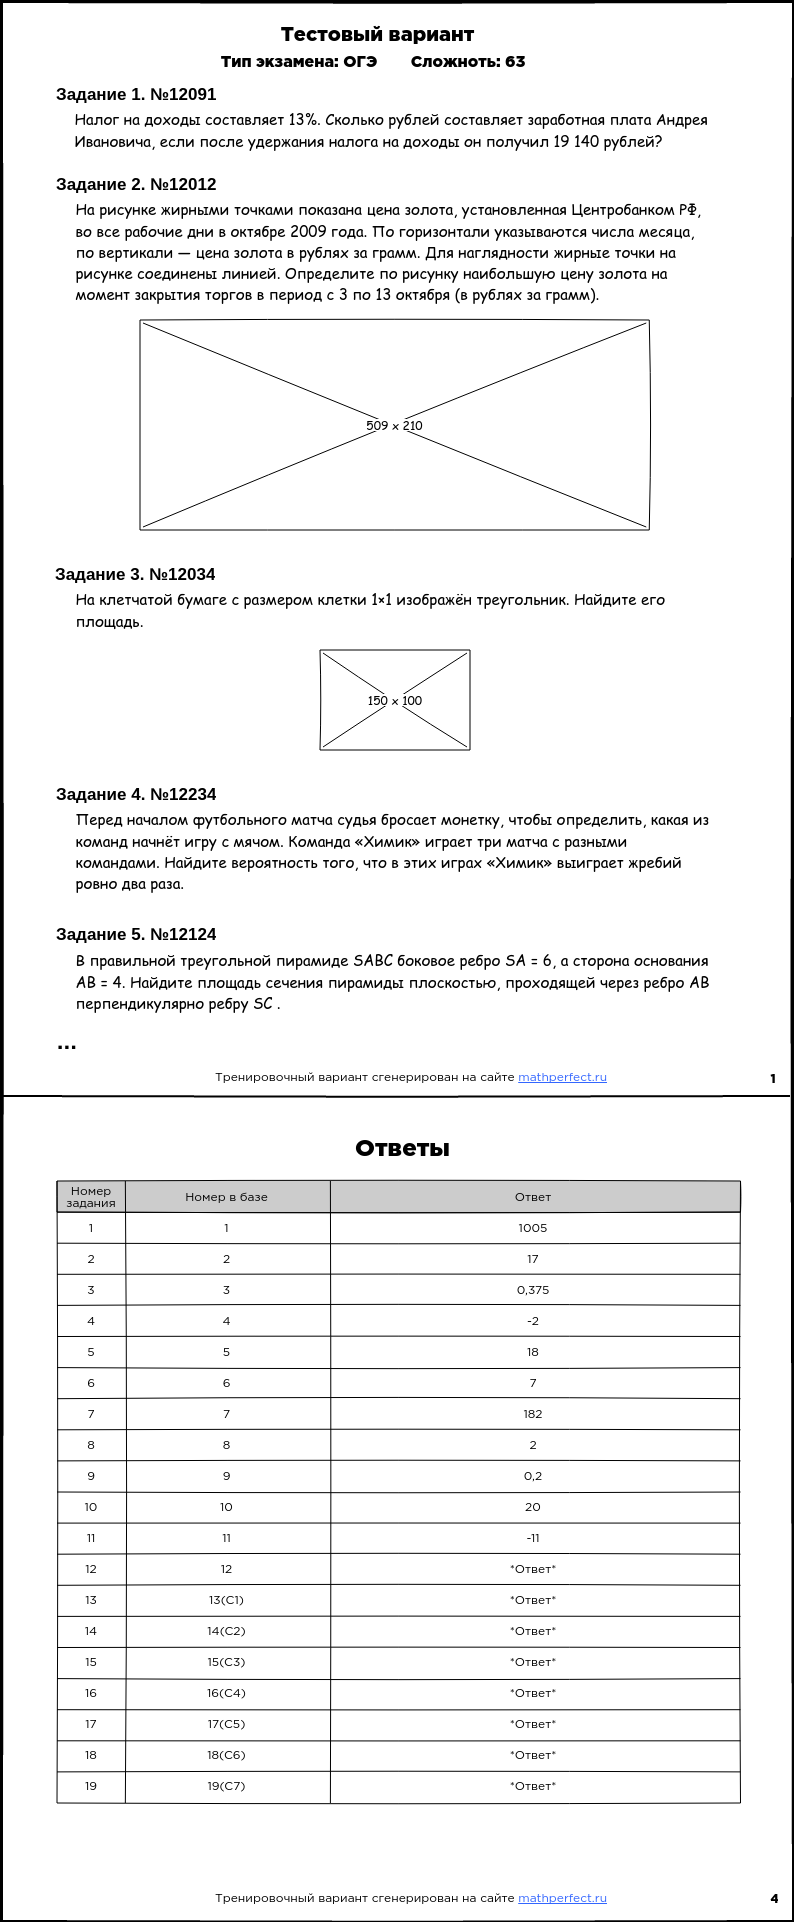 Тестовый вариант
Тип экзамена: ОГЭ Сложноть: 63
Задание 1. №12091
Налог на доходы составляет 13%. Сколько рублей составляет заработная плата Андрея
Ивановича, если после удержания налога на доходы он получил 19 140 рублей?
Задание 2. №12012
На рисунке жирными точками показана цена золота, установленная Центробанком РФ,
во все рабочие дни в октябре 2009 года. По горизонтали указываются числа месяца,
по вертикали — цена золота в рублях за грамм. Для наглядности жирные точки на
рисунке соединены линией. Определите по рисунку наибольшую цену золота на
момент закрытия торгов в период с 3 по 13 октября (в рублях за грамм).
509 x 210
Задание 3. №12034
На клетчатой бумаге с размером клетки 1×1 изображён треугольник. Найдите его
площадь.
150 x 100
Задание 4. №12234
Перед началом футбольного матча судья бросает монетку, чтобы определить, какая из
команд начнёт игру с мячом. Команда «Химик» играет три матча с разными
командами. Найдите вероятность того, что в этих играх «Химик» выиграет жребий
ровно два раза.
Задание 5. №12124
В правильной треугольной пирамиде SABC боковое ребро SA = 6, а сторона основания
AB = 4. Найдите площадь сечения пирамиды плоскостью, проходящей через ребро AB
перпендикулярно ребру SC .
...
Тренировочный вариант сгенерирован на сайте mathperfect.ru 1
Ответы
Номер задания Номер в базе Ответ
1 1 1005
2 2 17
3 3 0,375
4 4 -2
5 5 18
6 6 7
7 7 182
8 8 2
9 9 0,2
10 10 20
11 11 -11
12 12 *Ответ*
13 13(C1) *Ответ*
14 14(C2) *Ответ*
15 15(C3) *Ответ*
16 16(C4) *Ответ*
17 17(C5) *Ответ*
18 18(C6) *Ответ*
19 19(C7) *Ответ*
Тренировочный вариант сгенерирован на сайте mathperfect.ru 4